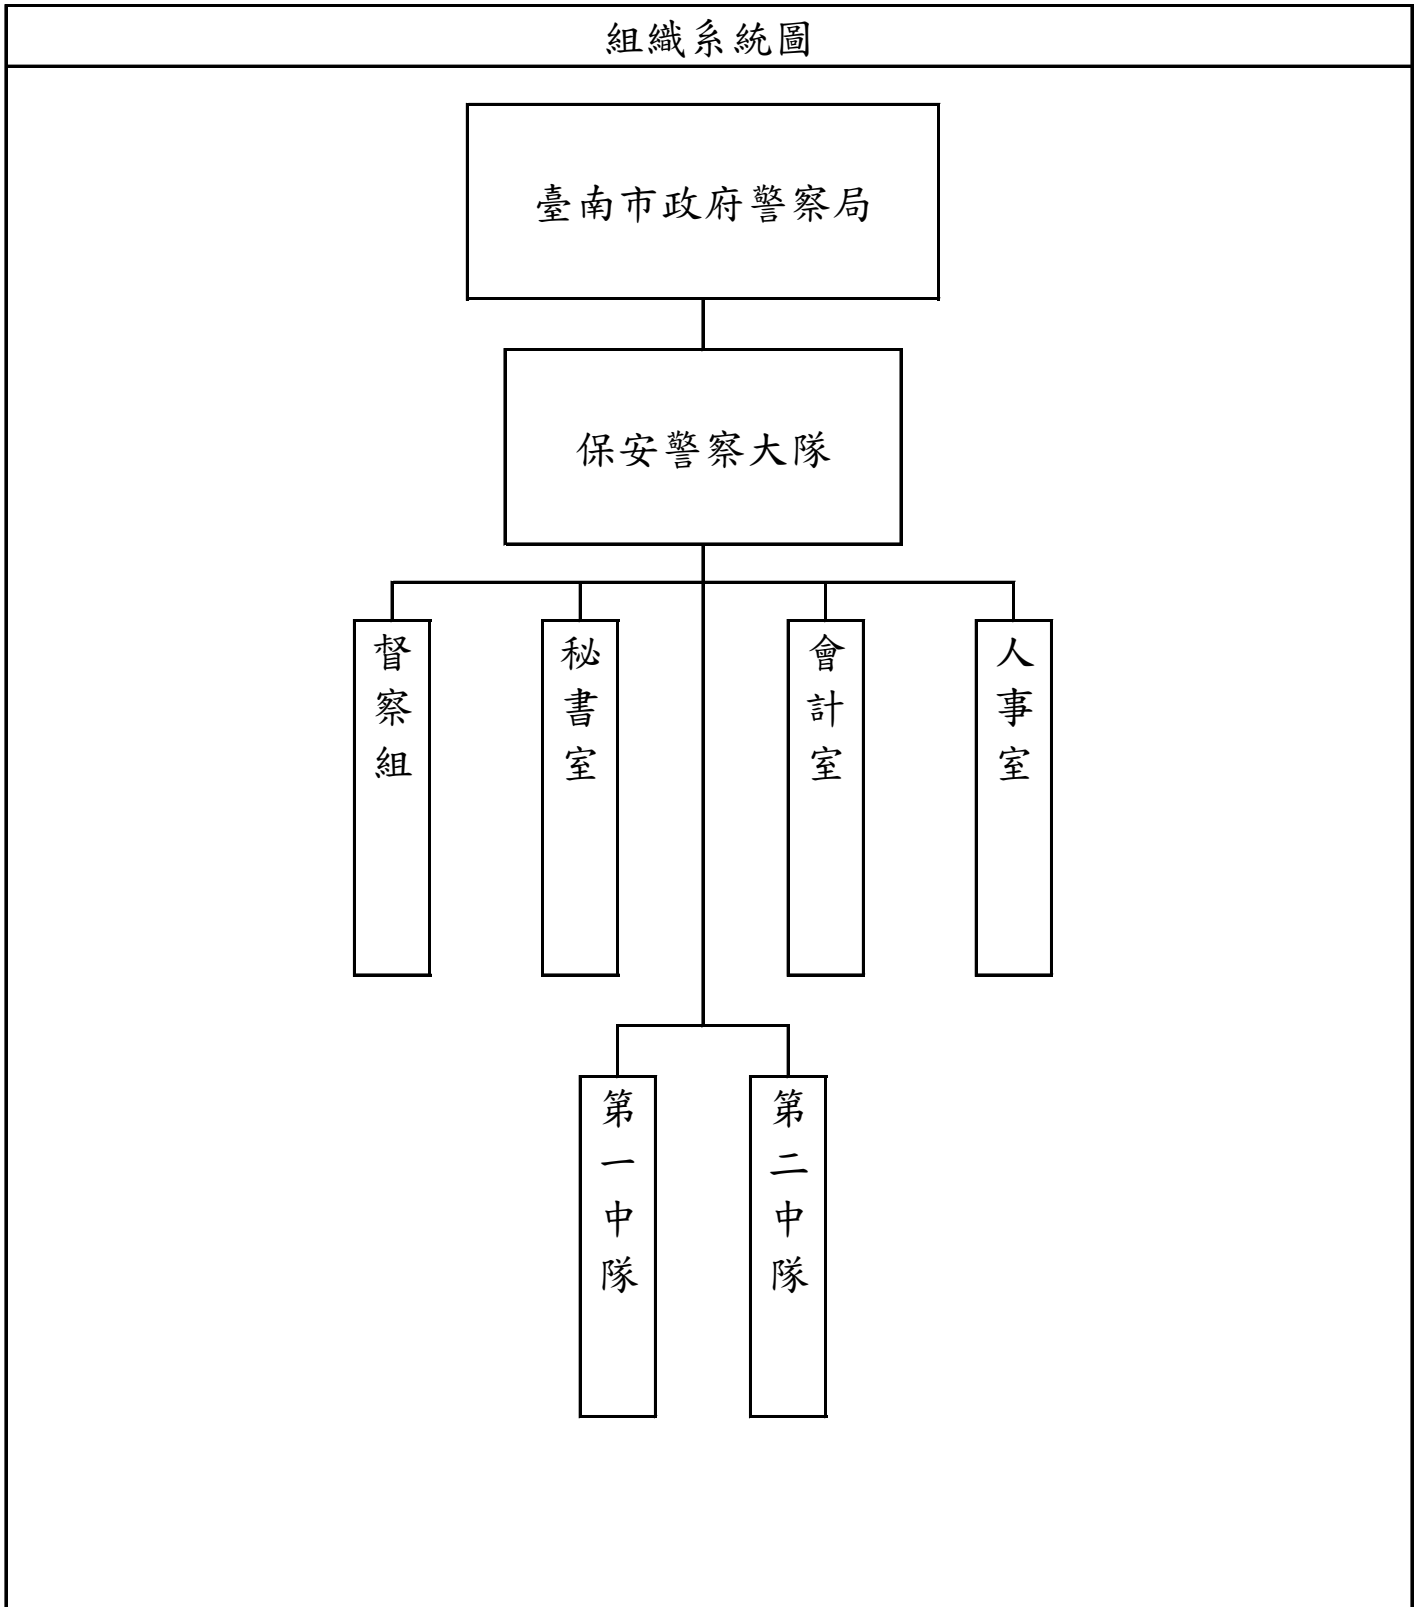 組織系統圖
臺南市政府警察局
保安警察大隊
督察組
秘書室
會計室
人事室
第一中隊
第二中隊